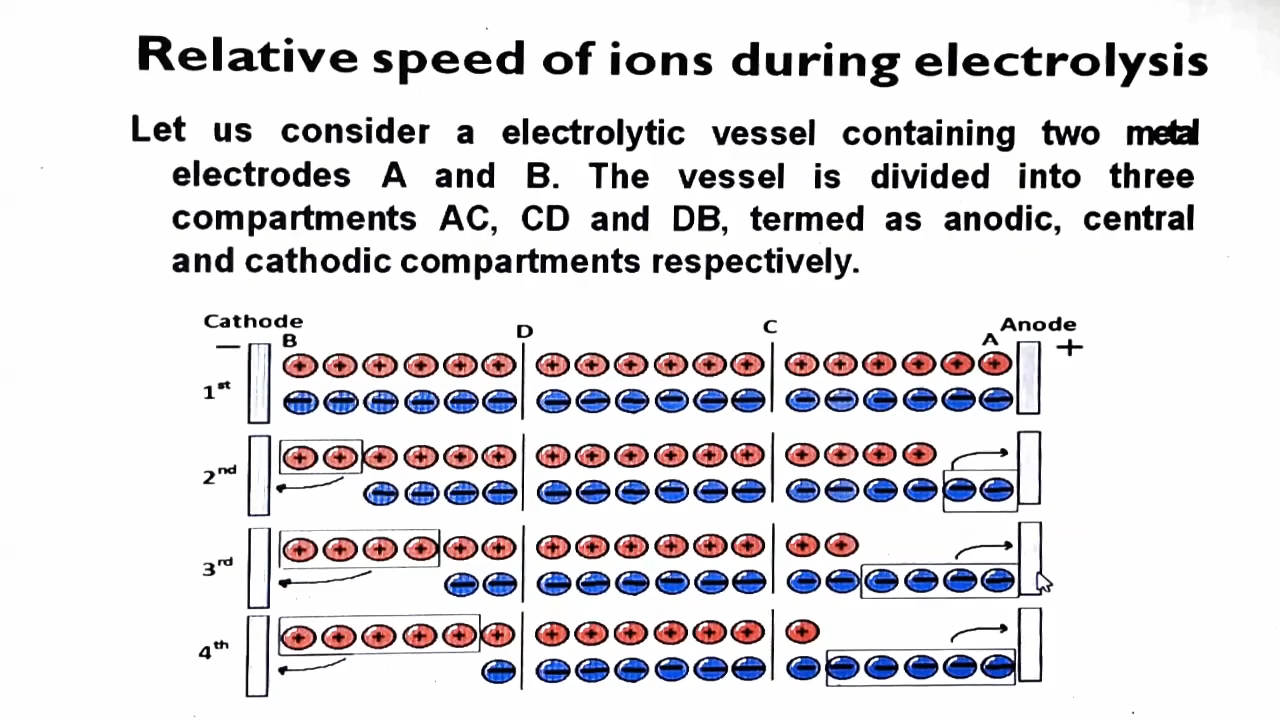 Relative speed of ions during electrolysis
Let us consider a electrolytic vessel containing two metal
electrodes A and B. The vessel is divided into three
compartments AC, CD and DB, termed as anodic, central
and cathodic compartments respectively.
Cathode D C Anode
− B A +
1st
2nd
3rd
4th